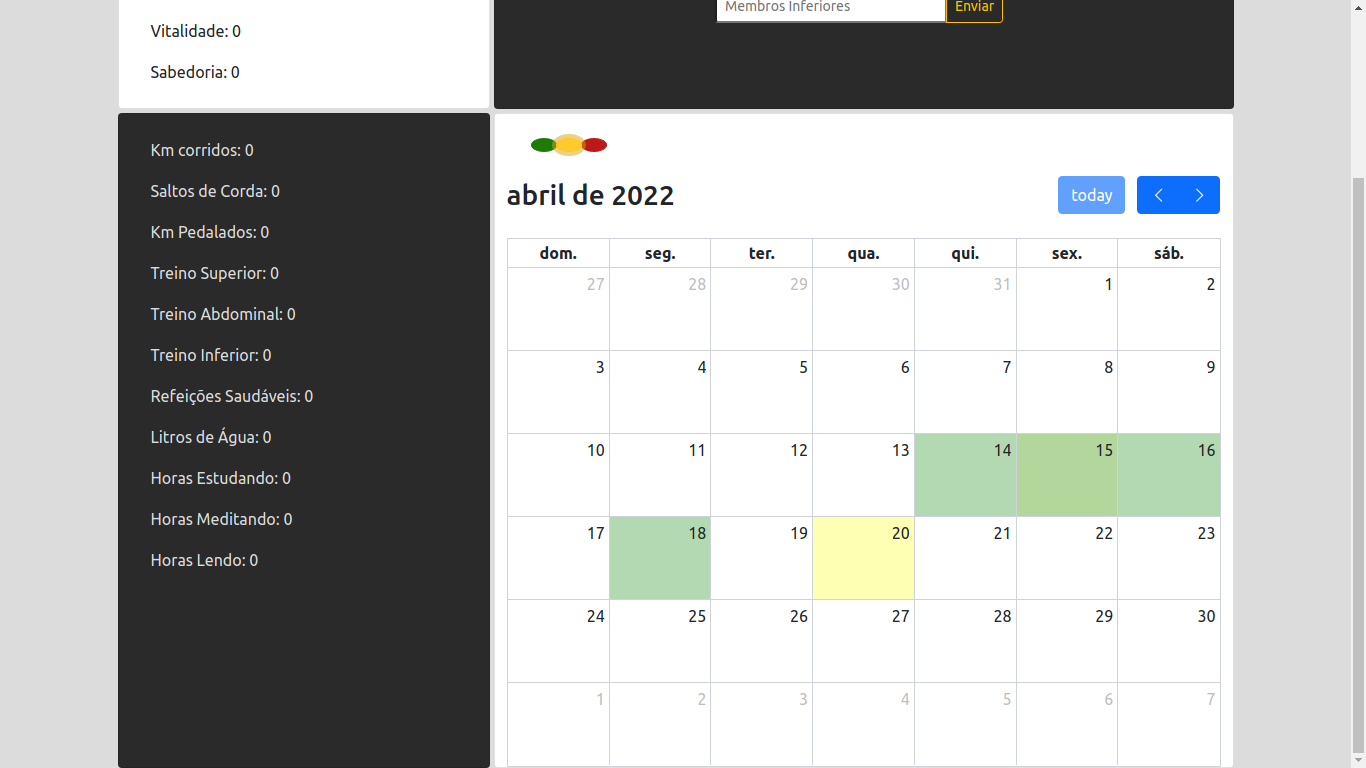 Vitalidade: 0
Sabedoria: 0
Membros Inferiores Enviar
Km corridos: 0
Saltos de Corda: 0
Km Pedalados: 0
Treino Superior: 0
Treino Abdominal: 0
Treino Inferior: 0
Refeições Saudáveis: 0
Litros de Água: 0
Horas Estudando: 0
Horas Meditando: 0
Horas Lendo: 0
abril de 2022 today
dom. seg. ter. qua. qui. sex. sáb.
27 28 29 30 31 1 2
3 4 5 6 7 8 9
10 11 12 13 14 15 16
17 18 19 20 21 22 23
24 25 26 27 28 29 30
1 2 3 4 5 6 7